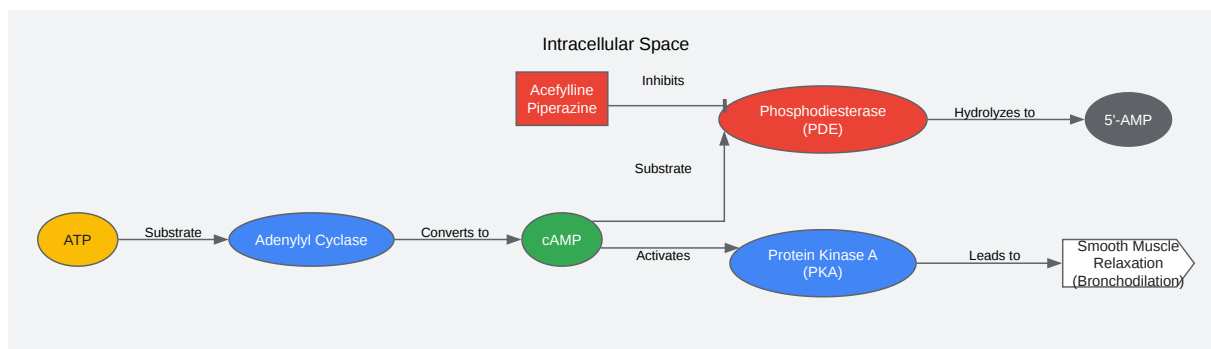 Intracellular Space
Acefylline
Piperazine
Inhibits
Phosphodiesterase
(PDE)
Hydrolyzes to
5'-AMP
Substrate
ATP
Substrate
Adenylyl Cyclase
Converts to
cAMP
Activates
Protein Kinase A
(PKA)
Leads to
Smooth Muscle
Relaxation
(Bronchodilation)